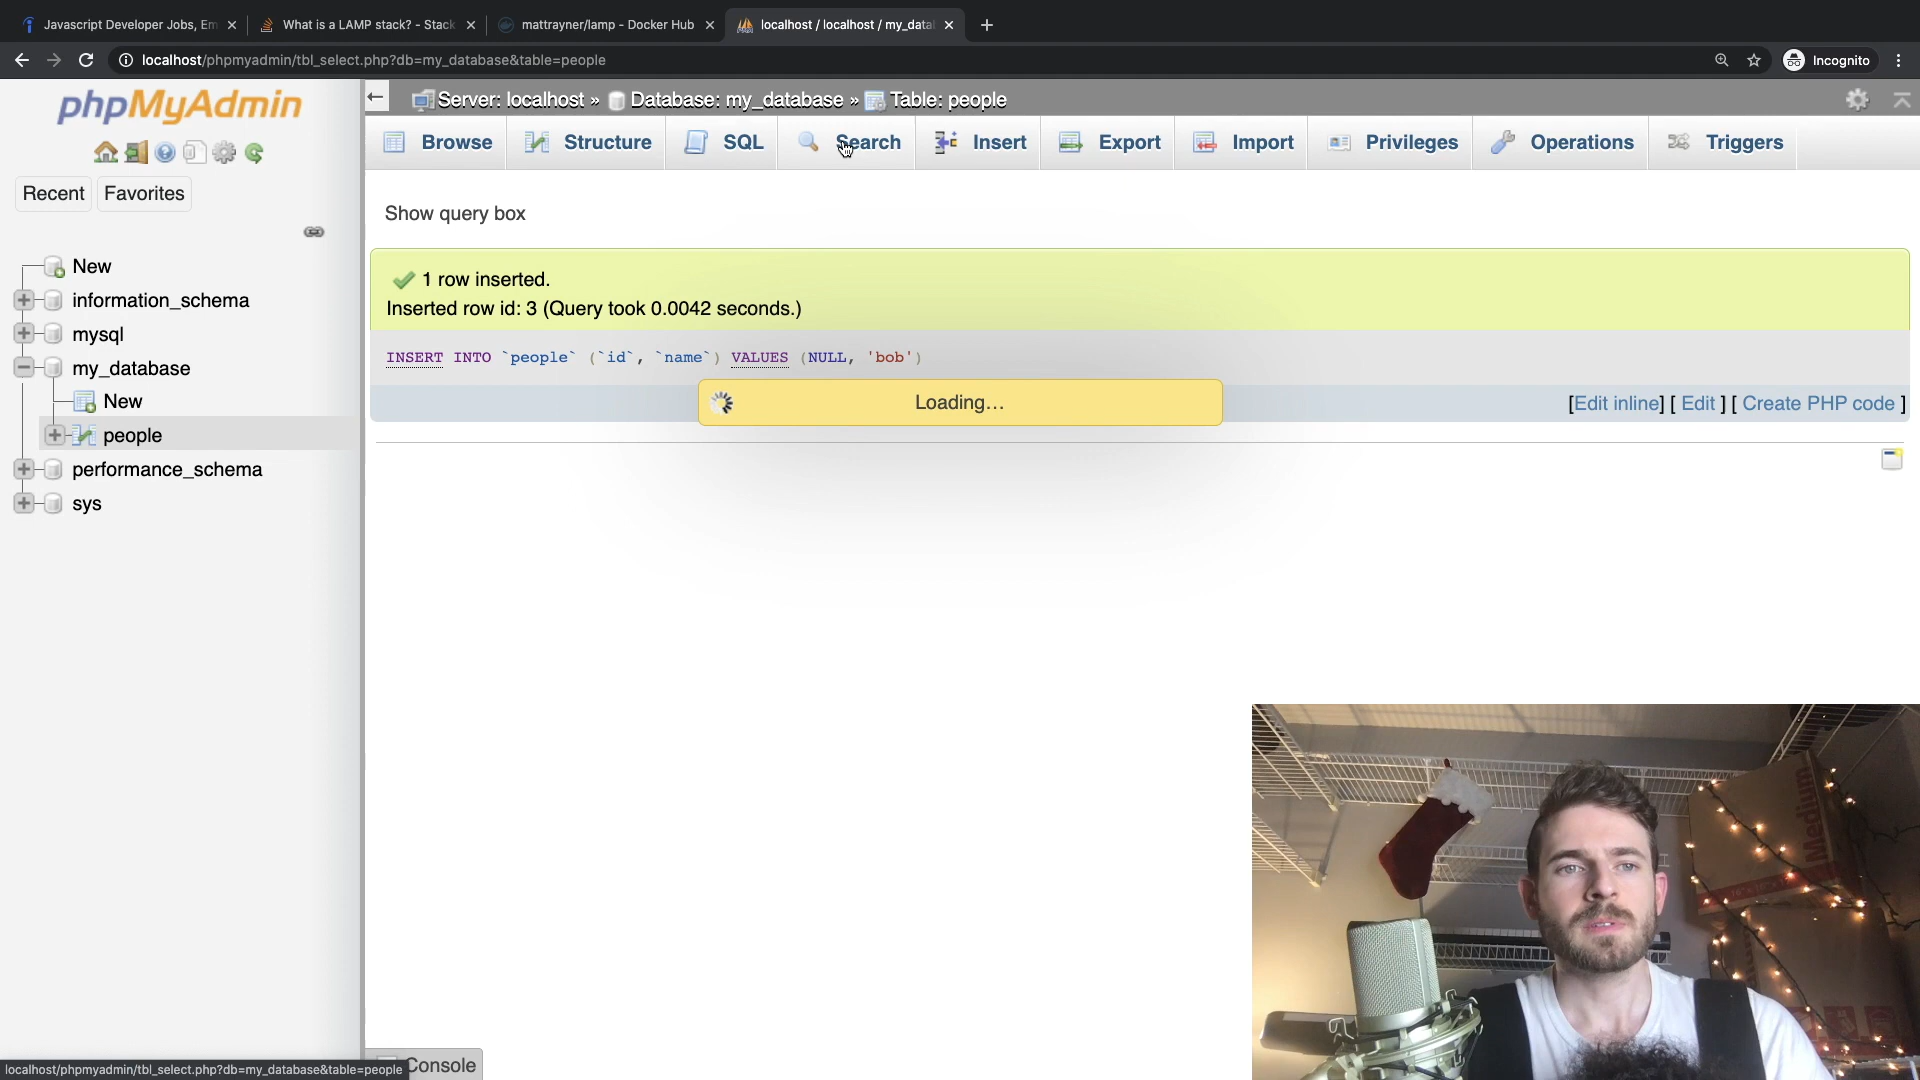 Javascript Developer Jobs, Em
What is a LAMP stack? - Stack
mattrayner/lamp - Docker Hub
localhost / localhost / my_data
localhost/phpmyadmin/tbl_select.php?db=my_database&table=people
Incognito
phpMyAdmin
Recent
Favorites
New
information_schema
mysql
my_database
New
people
performance_schema
sys
Server: localhost » Database: my_database » Table: people
Browse
Structure
SQL
Search
Insert
Export
Import
Privileges
Operations
Triggers
Show query box
1 row inserted.
Inserted row id: 3 (Query took 0.0042 seconds.)
INSERT INTO `people` (`id`, `name`) VALUES (NULL, 'bob')
Loading…
[Edit inline] [ Edit ] [ Create PHP code ]
Medium
Console
localhost/phpmyadmin/tbl_select.php?db=my_database&table=people